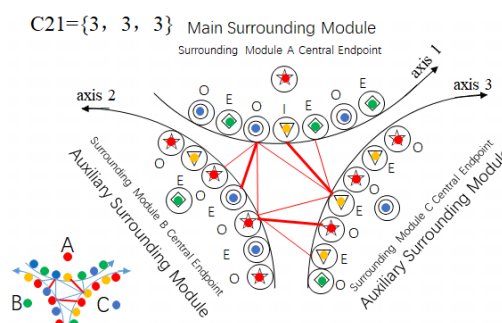 C21={3, 3, 3}
Main Surrounding Module
Surrounding Module A Central Endpoint
axis 1
axis 2
axis 3
O
E
O
I
E
O
E
O
E
O
E
O
E
O
E
O
E
O
E
O
E
O
Surrounding Module B Central Endpoint
Auxiliary Surrounding Module
Surrounding Module C Central Endpoint
Auxiliary Surrounding Modul
A
B
C